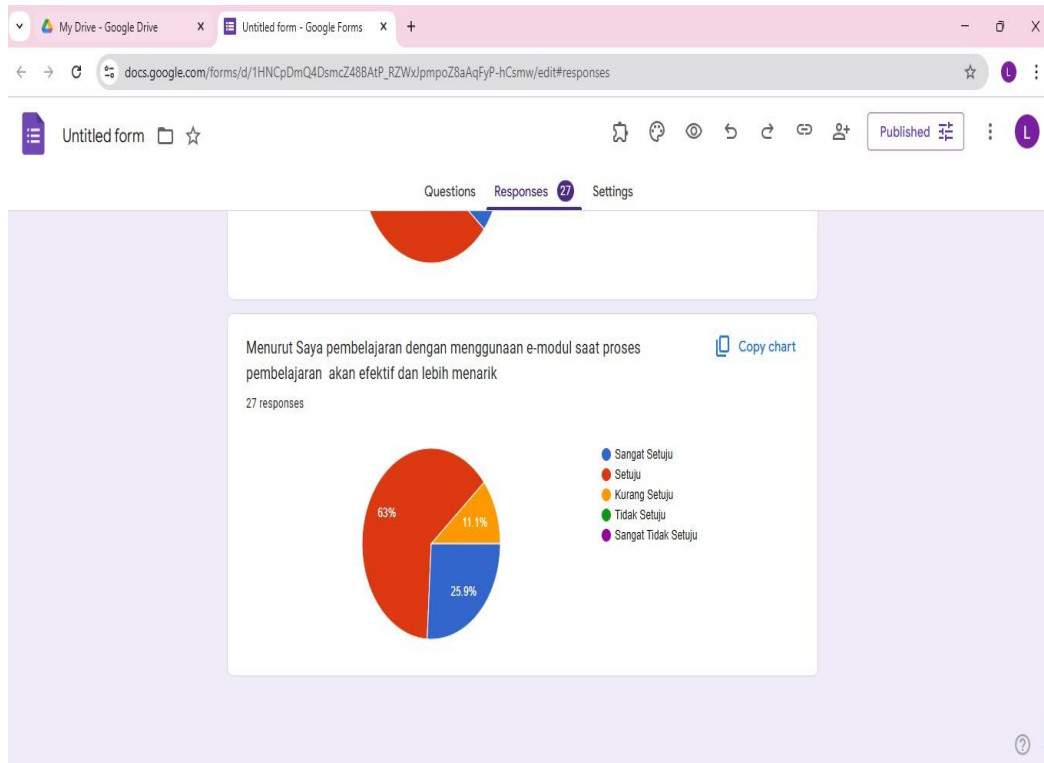 My Drive - Google Drive
Untitled form - Google Forms
docs.google.com/forms/d/1HNCpDmQ4DsmcZ48BAtP_RZWxJpmpoZ8aAqFyP-hCsmw/edit#responses
L
Untitled form
Published
L
Questions Responses 27 Settings
Menurut Saya pembelajaran dengan menggunaan e-modul saat proses
pembelajaran akan efektif dan lebih menarik
Copy chart
27 responses
63%
11.1%
25.9%
Sangat Setuju
Setuju
Kurang Setuju
Tidak Setuju
Sangat Tidak Setuju